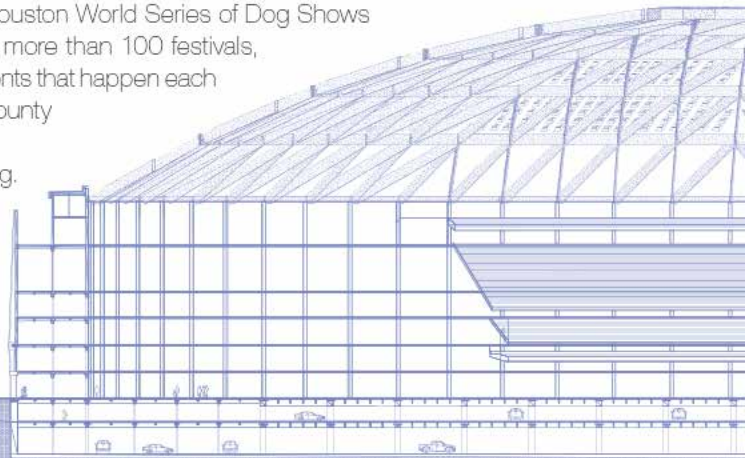 ouston World Series of Dog Shows
more than 100 festivals,
nts that happen each
ounty
g.